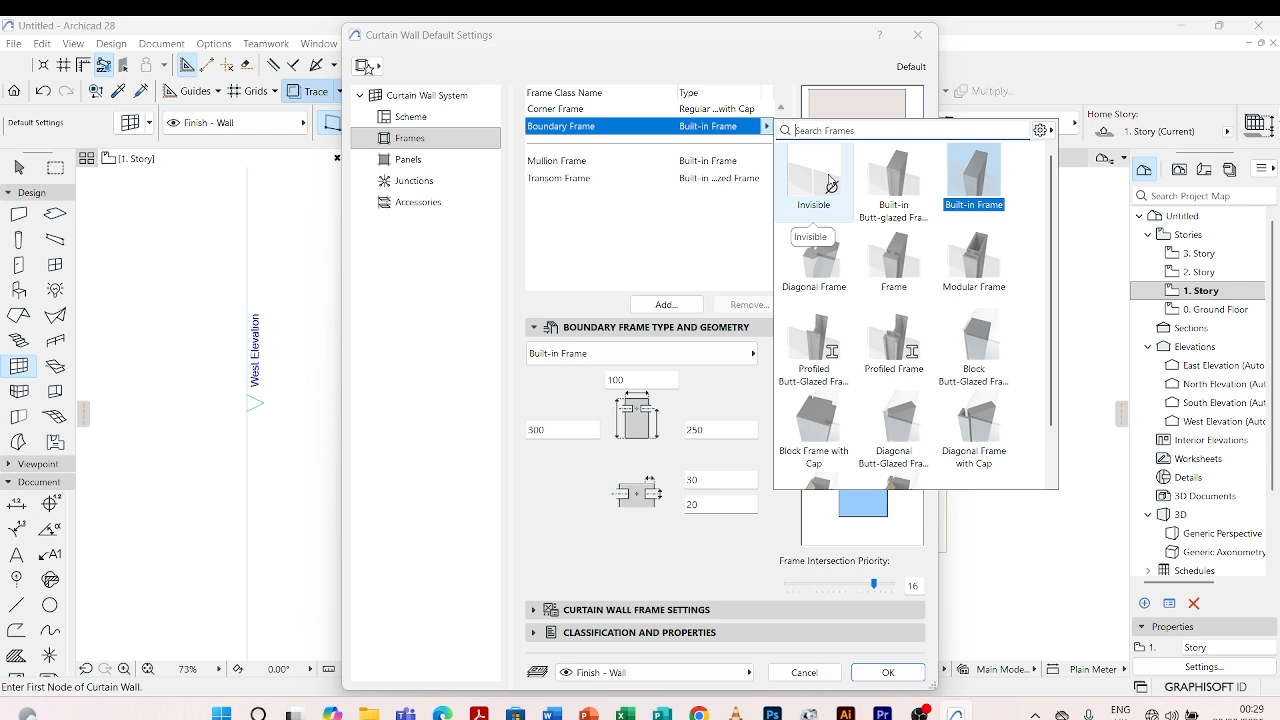 Untitled - Archicad 28
File Edit View Design Document Options Teamwork Window
Curtain Wall Default Settings
Default
Guides Grids Trace
Multiply...
Default Settings
Finish - Wall
Home Story:
1. Story (Current)
[1. Story]
Design
Viewpoint
Document
West Elevation
Curtain Wall System
Scheme
Frames
Panels
Junctions
Accessories
Frame Class Name Type
Corner Frame Regular ...with Cap
Boundary Frame Built-in Frame
Mullion Frame Built-in Frame
Transom Frame Built-in ...zed Frame
Add... Remove...
BOUNDARY FRAME TYPE AND GEOMETRY
Built-in Frame
100
300 250
30
20
Frame Intersection Priority:
16
CURTAIN WALL FRAME SETTINGS
CLASSIFICATION AND PROPERTIES
Finish - Wall
Cancel OK
Search Frames
Invisible
Built-in
Butt-glazed Fra...
Built-in Frame
Invisible
Diagonal Frame Frame Modular Frame
Profiled
Butt-Glazed Fra...
Profiled Frame
Block
Butt-Glazed Fra...
Block Frame with
Cap
Diagonal
Butt-Glazed Fra...
Diagonal Frame
with Cap
Search Project Map
Untitled
Stories
3. Story
2. Story
1. Story
0. Ground Floor
Sections
Elevations
East Elevation (Auto
North Elevation (Aut
South Elevation (Aut
West Elevation (Auto
Interior Elevations
Worksheets
Details
3D Documents
3D
Generic Perspective
Generic Axonometry
Schedules
Properties
1. Story
Settings...
73% 0.00°
Main Mode... Plain Meter
Enter First Node of Curtain Wall.
GRAPHISOFT ID
ENG
00:29